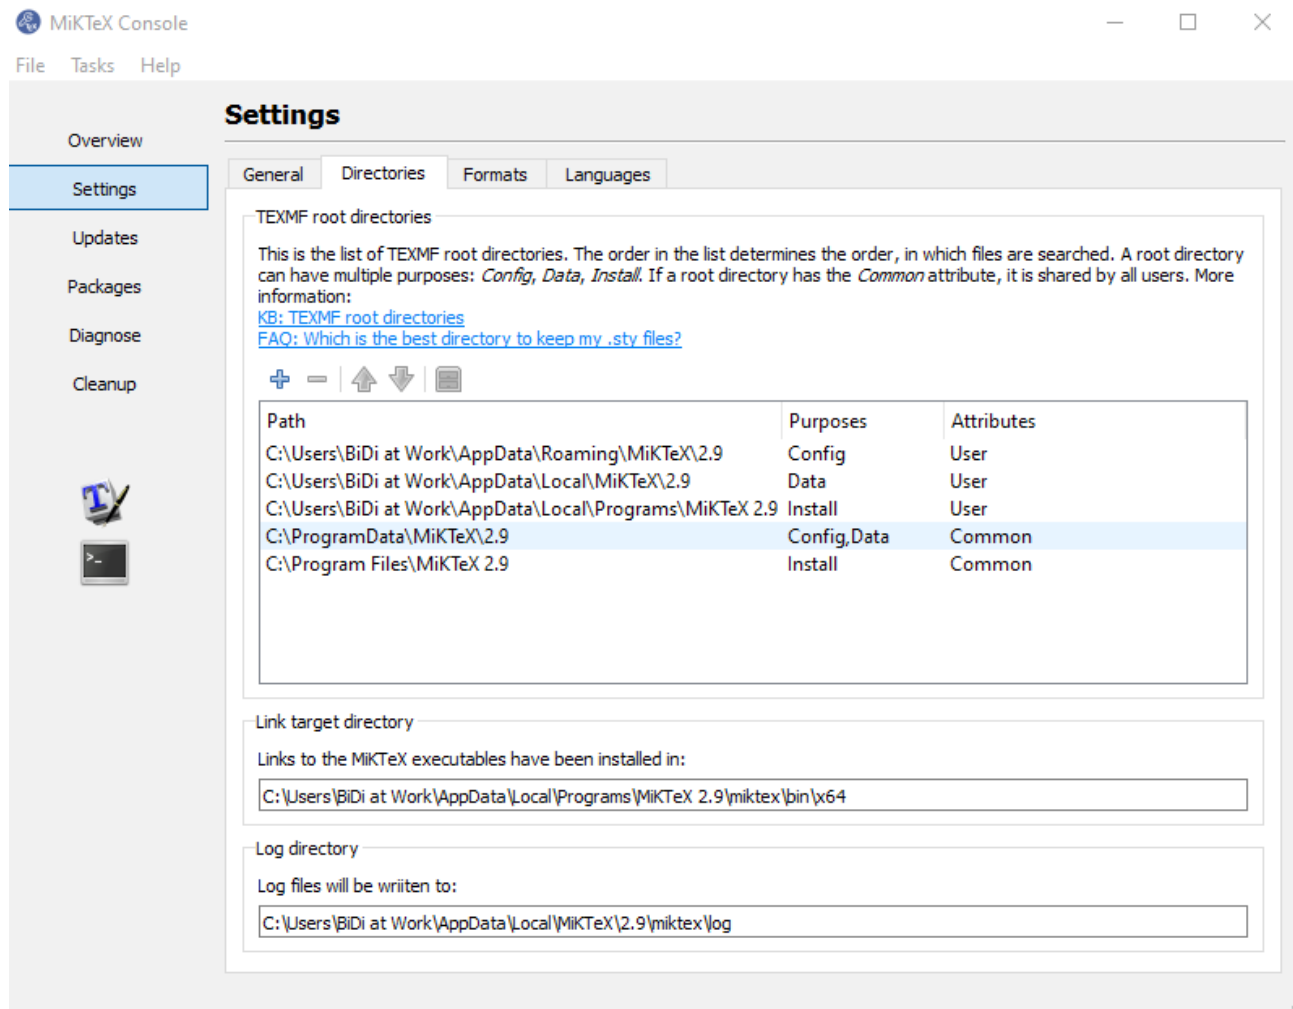 MiKTeX Console
File Tasks Help
Settings
Overview
Settings
Updates
Packages
Diagnose
Cleanup
General Directories Formats Languages
TEXMF root directories
This is the list of TEXMF root directories. The order in the list determines the order, in which files are searched. A root directory
can have multiple purposes: Config, Data, Install. If a root directory has the Common attribute, it is shared by all users. More
information:
KB: TEXMF root directories
FAQ: Which is the best directory to keep my .sty files?
Path Purposes Attributes
C:\Users\BiDi at Work\AppData\Roaming\MiKTeX\2.9 Config User
C:\Users\BiDi at Work\AppData\Local\MiKTeX\2.9 Data User
C:\Users\BiDi at Work\AppData\Local\Programs\MiKTeX 2.9 Install User
C:\ProgramData\MiKTeX\2.9 Config,Data Common
C:\Program Files\MiKTeX 2.9 Install Common
Link target directory
Links to the MiKTeX executables have been installed in:
C:\Users\BiDi at Work\AppData\Local\Programs\MiKTeX 2.9\miktex\bin\x64
Log directory
Log files will be wriiten to:
C:\Users\BiDi at Work\AppData\Local\MiKTeX\2.9\miktex\log